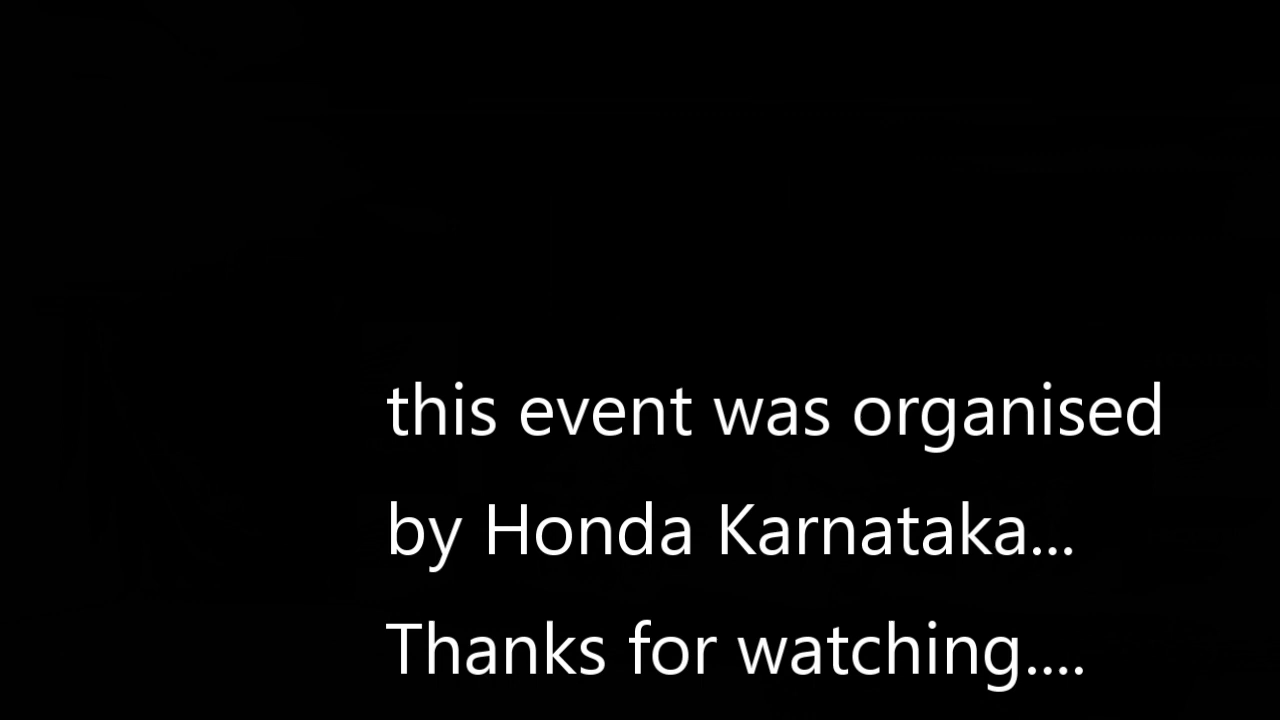 this event was organised
by Honda Karnataka...
Thanks for watching....